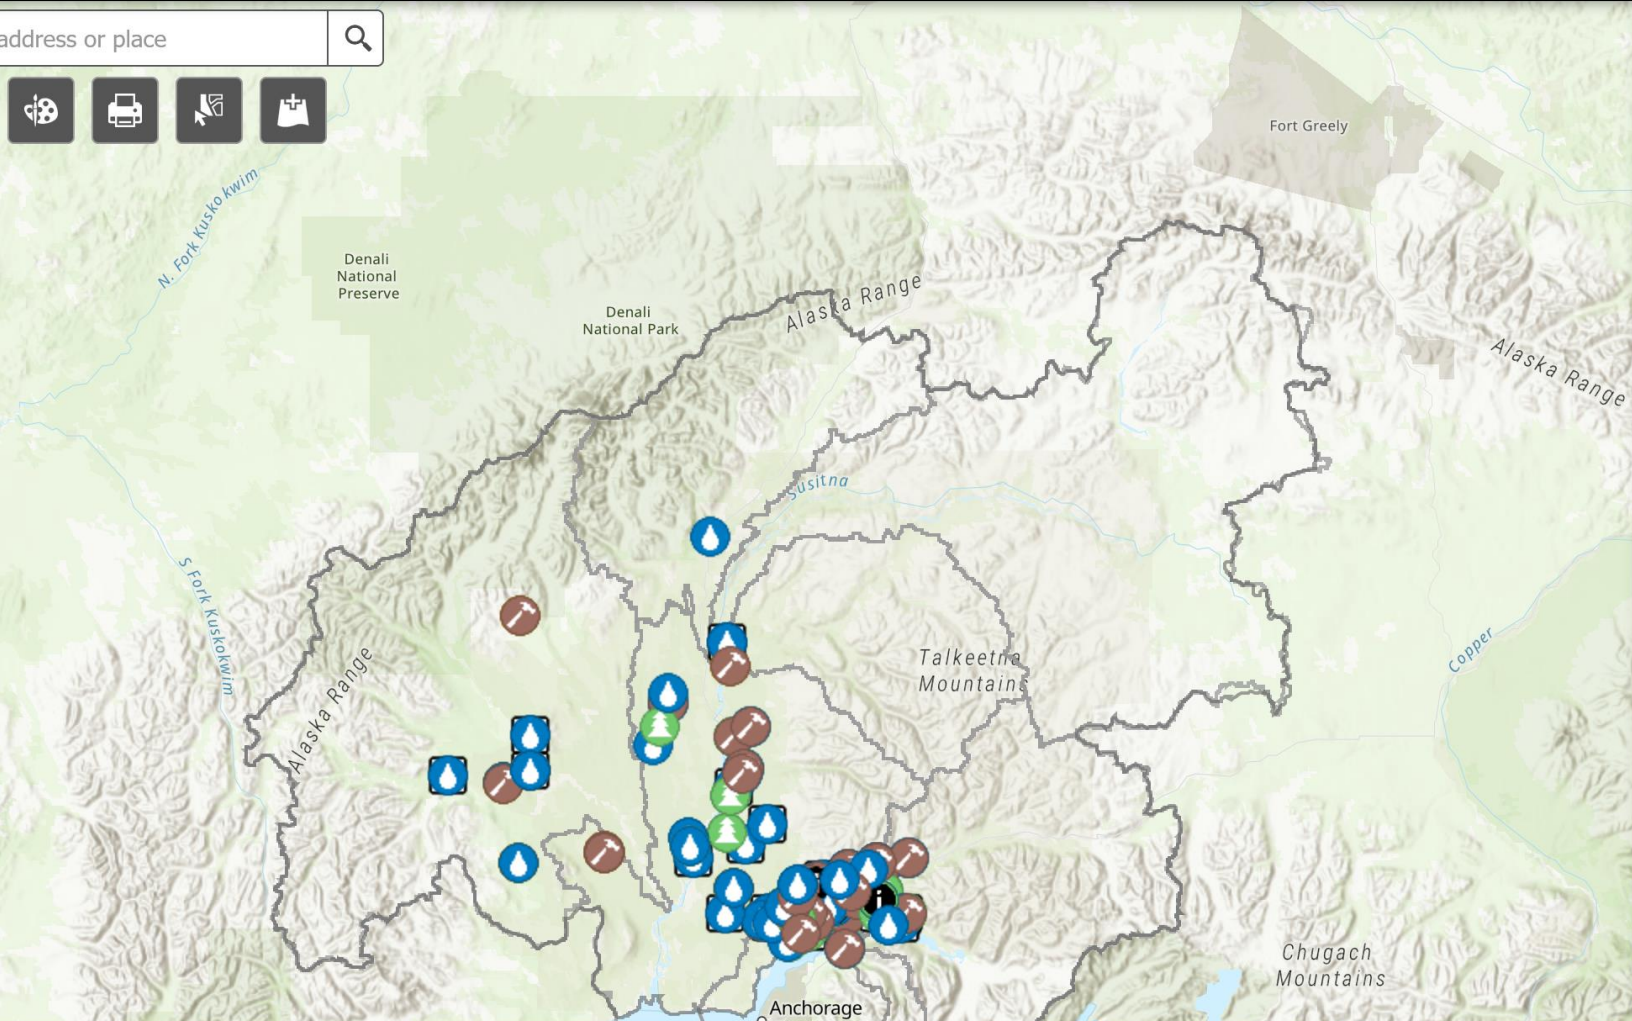 address or place
Fort Greely
N. Fork Kuskokwim
Denali
National
Preserve
Denali
National Park
Alaska Range
Alaska Range
Susitna
S Fork Kuskokwim
Alaska Range
Talkeetna
Mountains
Copper
Chugach
Mountains
Anchorage
i